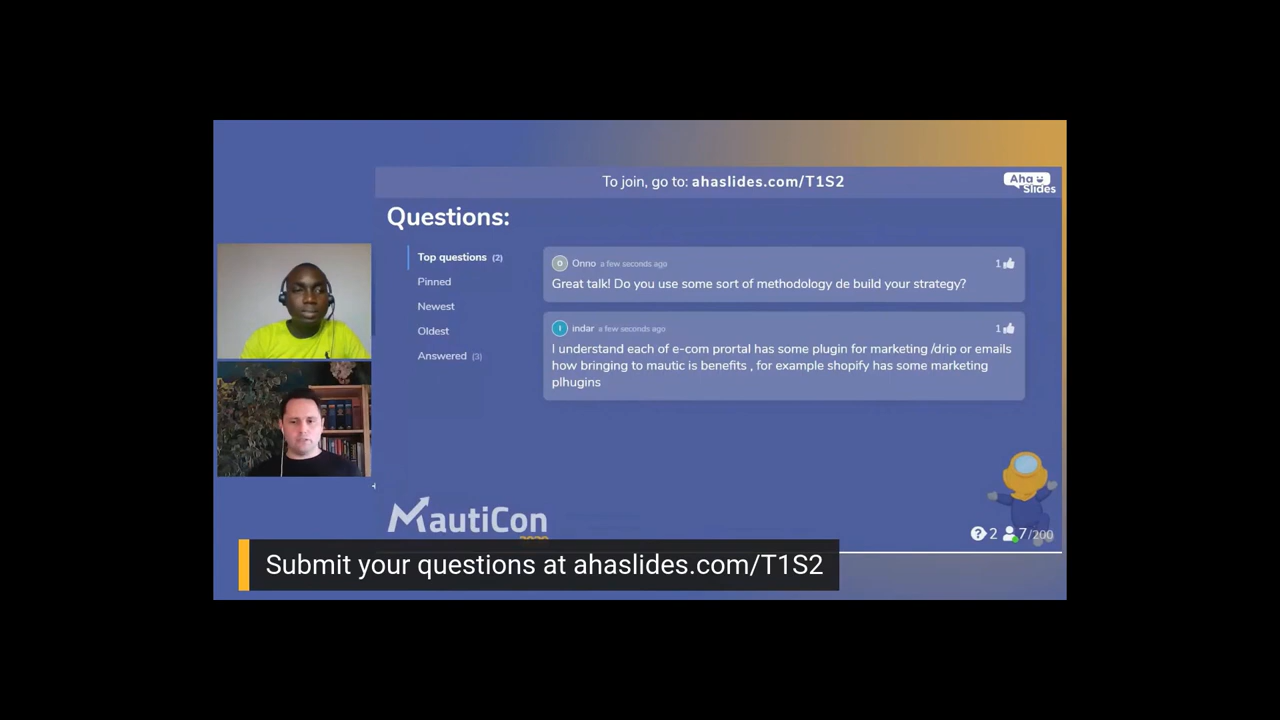 To join, go to: ahaslides.com/T1S2
Aha
Slides
Questions:
Top questions (2)
Pinned
Newest
Oldest
Answered (3)
O Onno a few seconds ago 1
Great talk! Do you use some sort of methodology de build your strategy?
I indar a few seconds ago 1
I understand each of e-com prortal has some plugin for marketing /drip or emails
how bringing to mautic is benefits , for example shopify has some marketing
plhugins
MautiCon
2 7/200
Submit your questions at ahaslides.com/T1S2